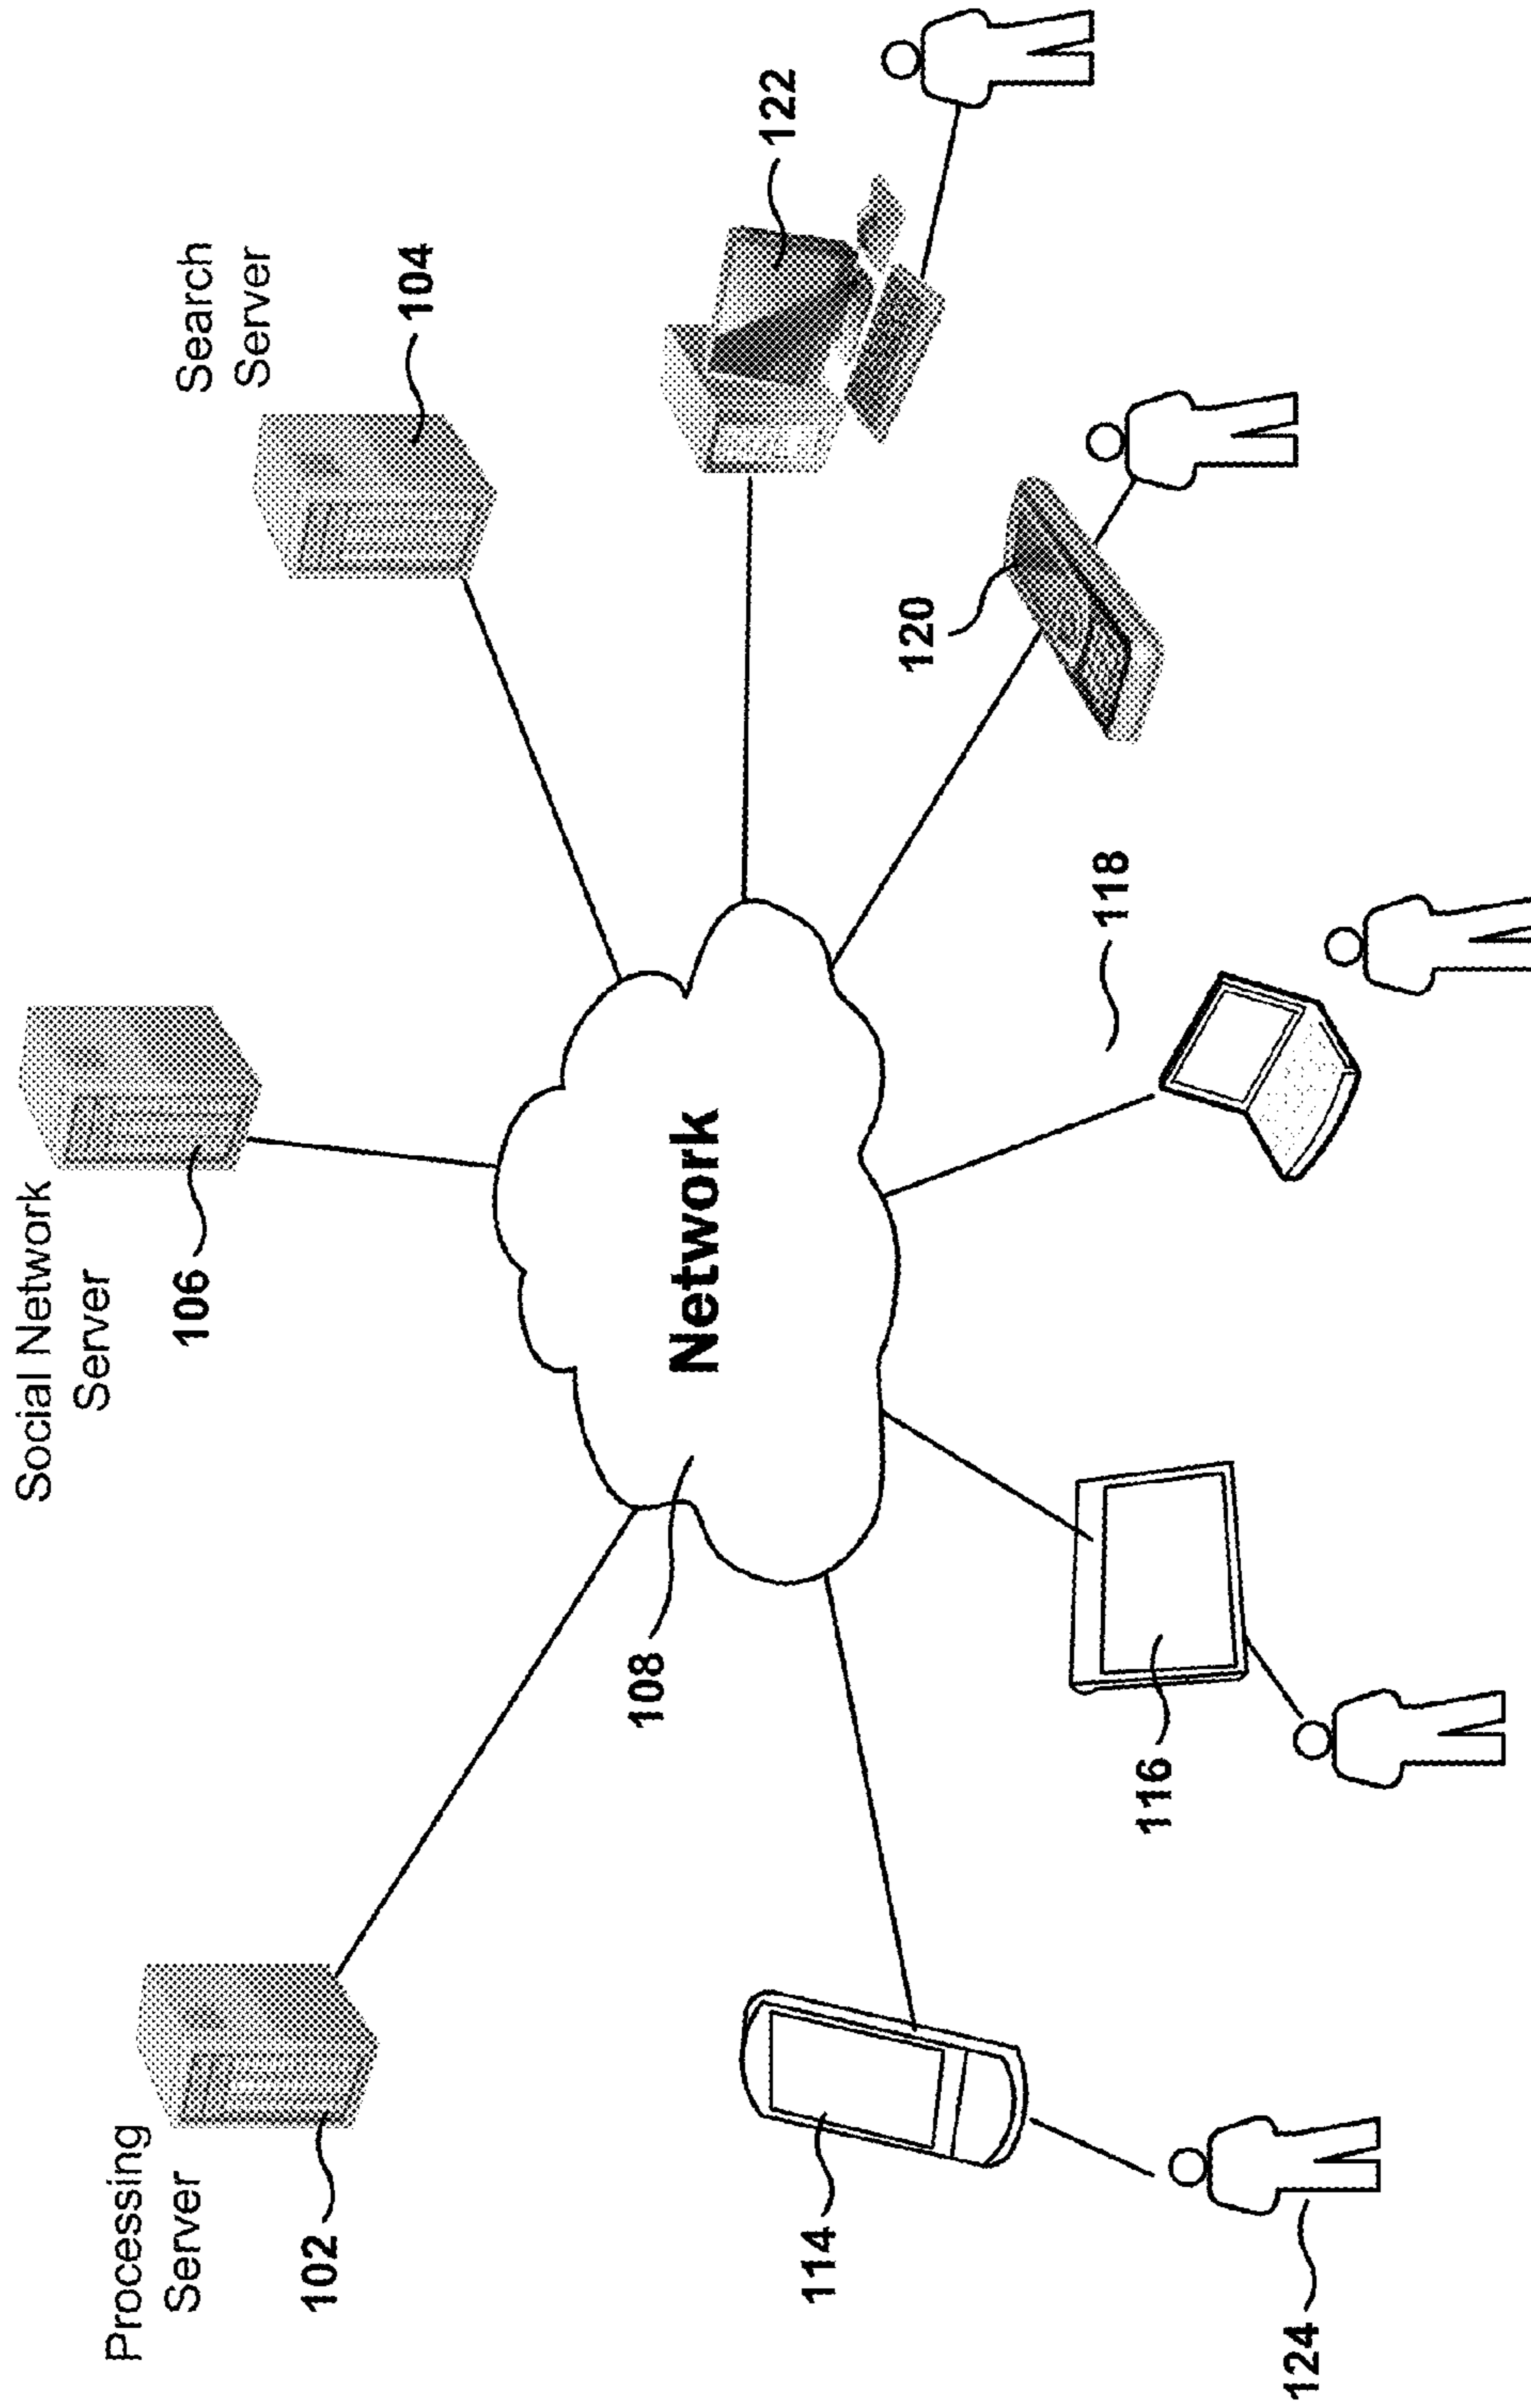 Processing
Server
102
Social Network
Server
106
Search
Server
104
108
Network
122
114
116
118
120
124